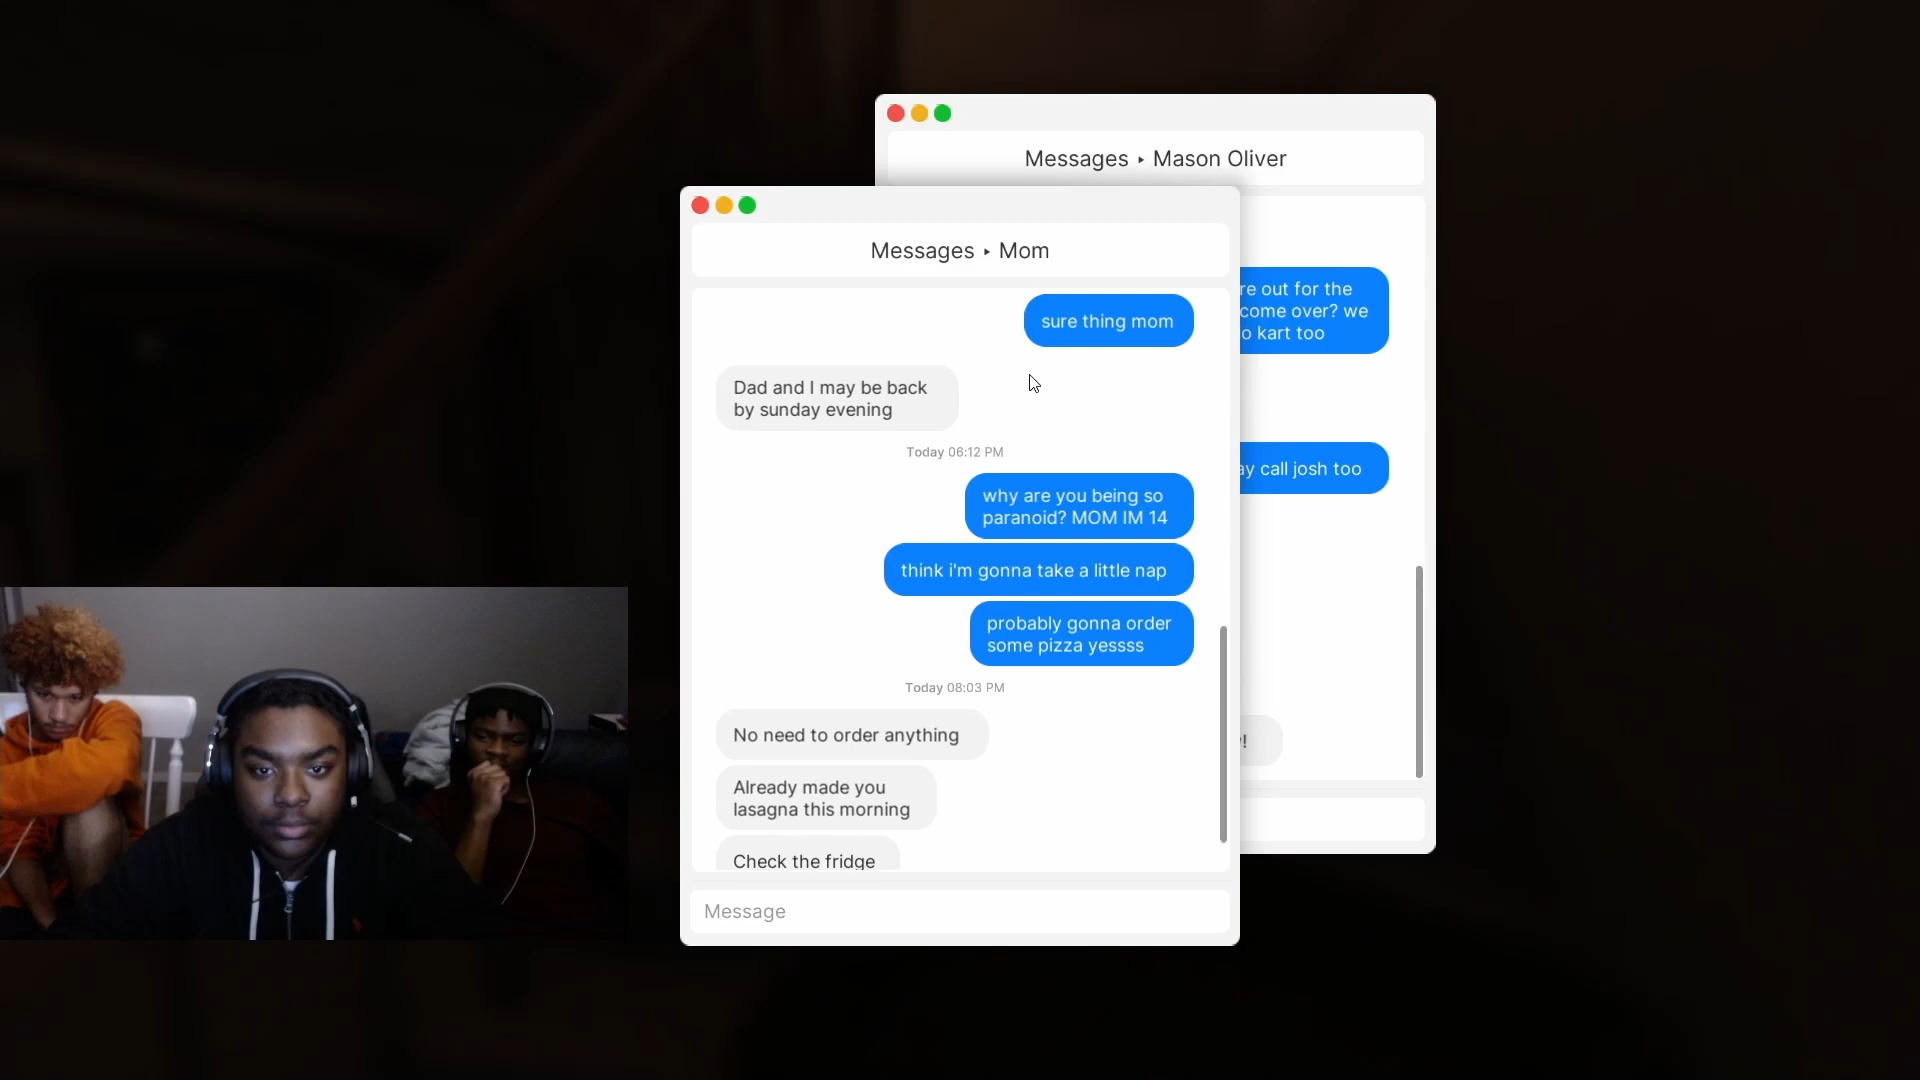 Messages ‣ Mason Oliver
re out for the
come over? we
o kart too
ay call josh too
!
Messages ‣ Mom
sure thing mom
Dad and I may be back
by sunday evening
Today 06:12 PM
why are you being so
paranoid? MOM IM 14
think i'm gonna take a little nap
probably gonna order
some pizza yessss
Today 08:03 PM
No need to order anything
Already made you
lasagna this morning
Check the fridge
Message